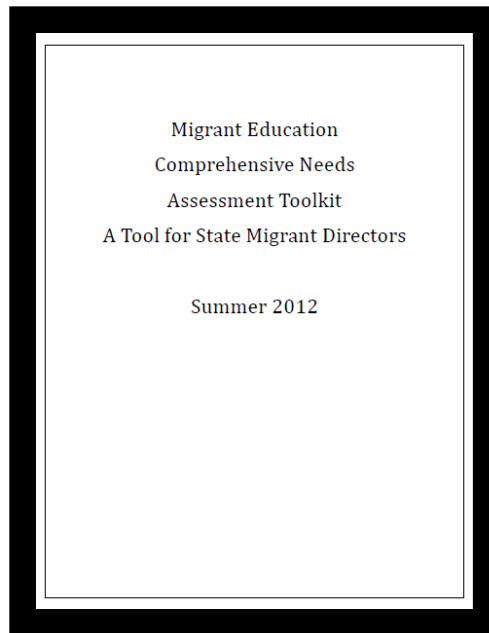 Migrant Education
Comprehensive Needs
Assessment Toolkit
A Tool for State Migrant Directors
Summer 2012